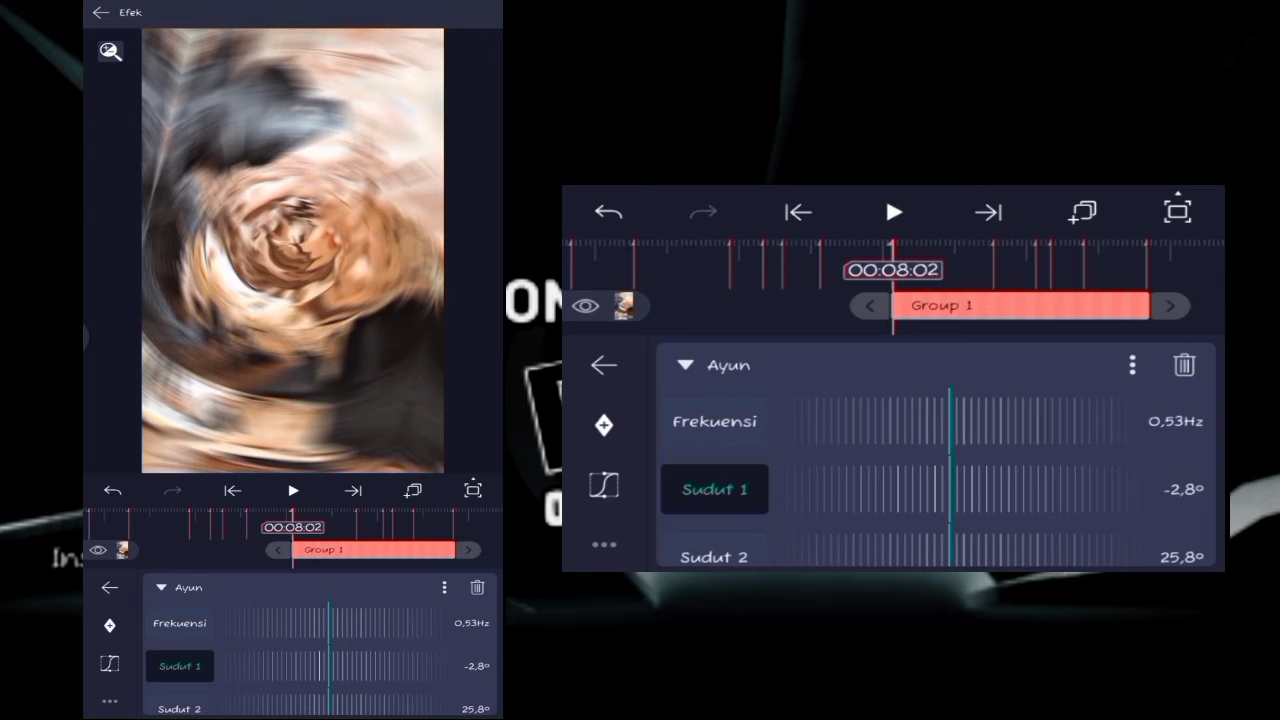 Efek
00:08:02
Group 1
Ayun
Frekuensi
0,53Hz
Sudut 1
-2,8º
Sudut 2
25,8º
00:08:02
Group 1
Ayun
Frekuensi
0,53Hz
Sudut 1
-2,8º
Sudut 2
25,8º